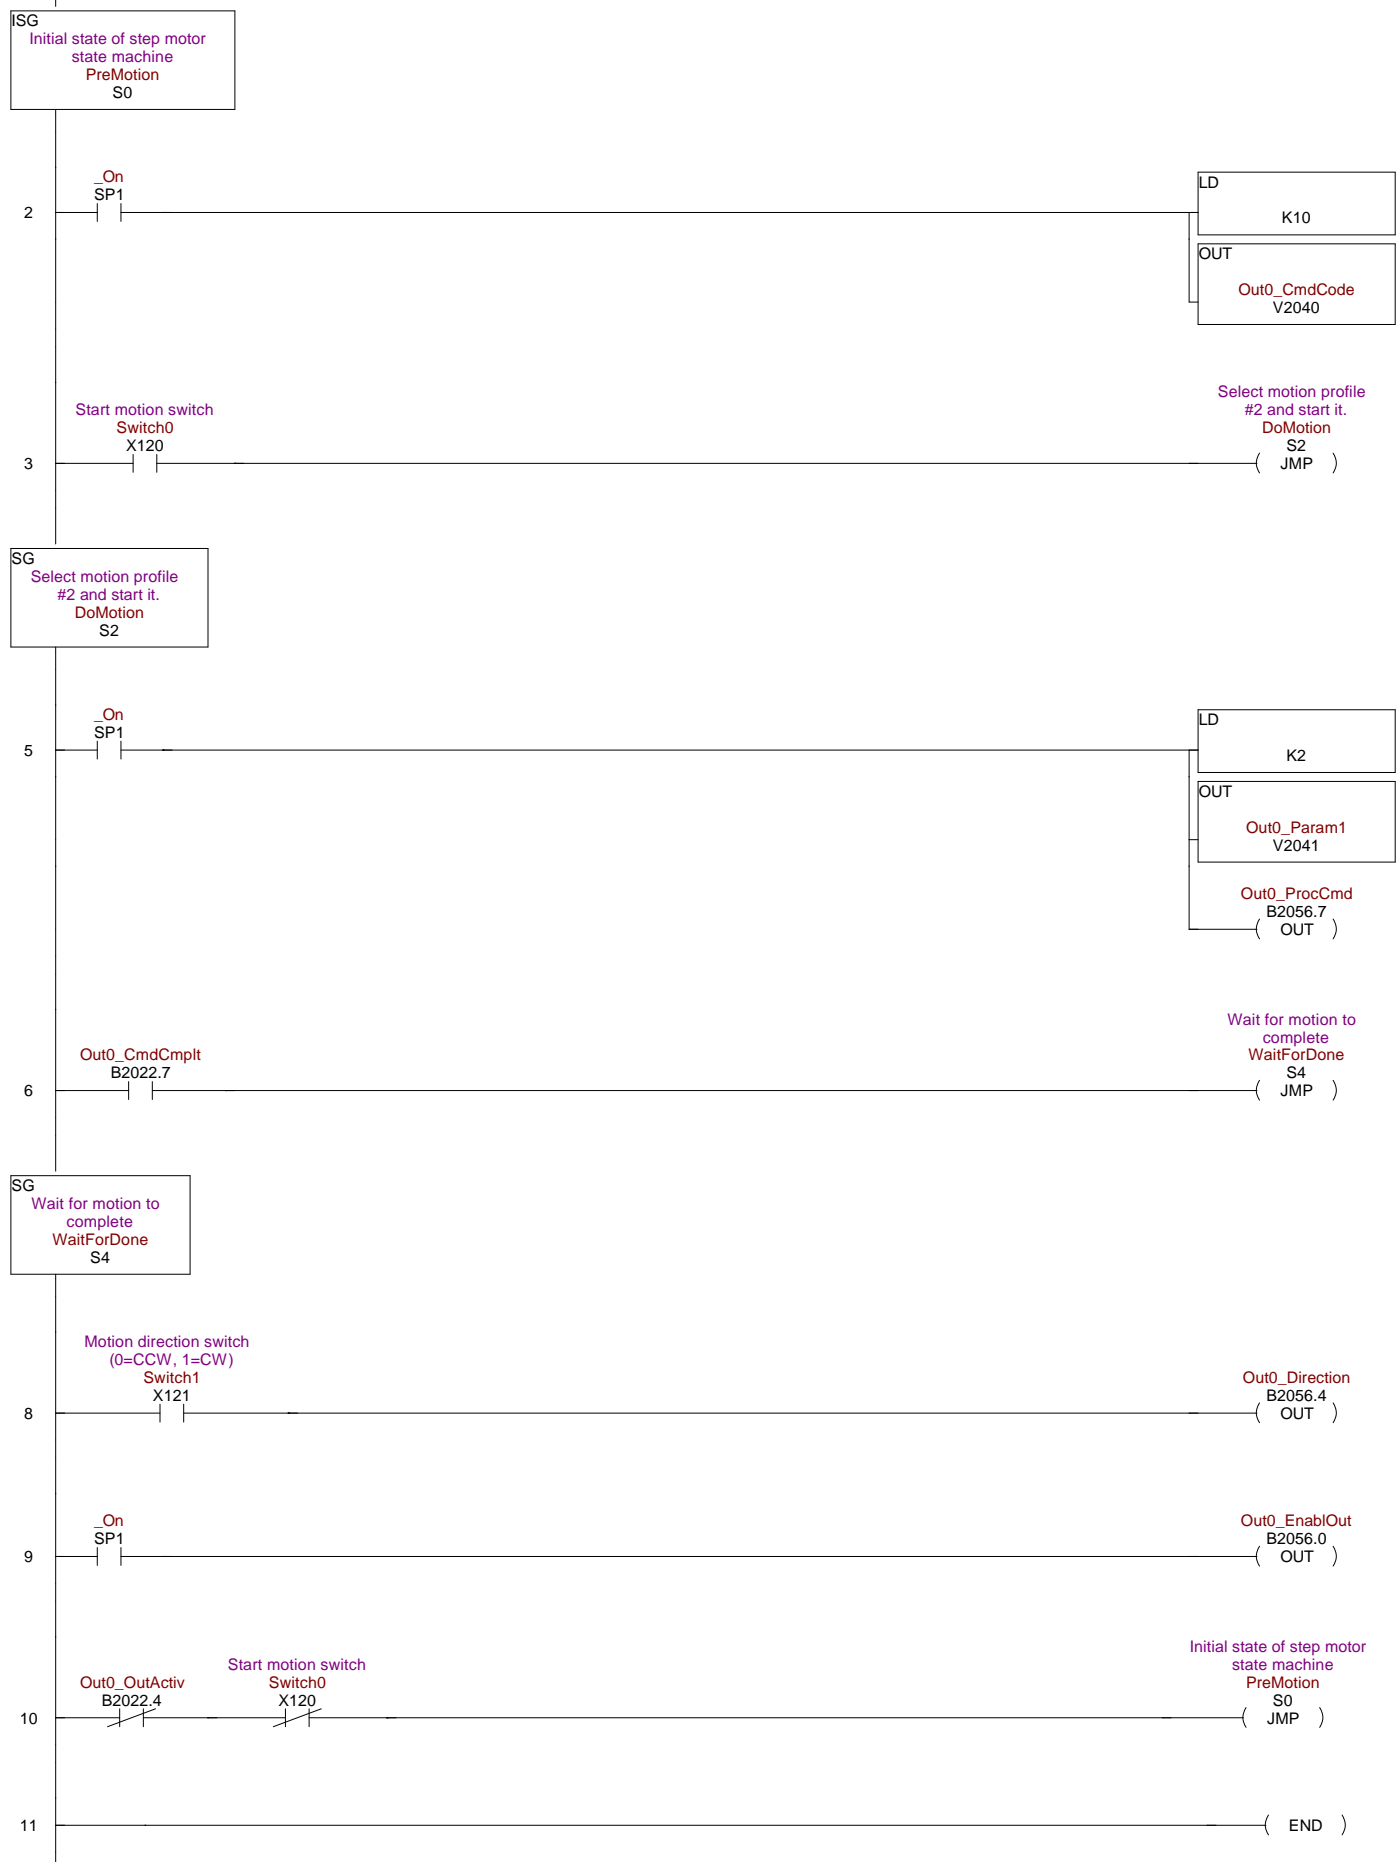 ISG
Initial state of step motor
state machine
PreMotion
S0
_On
SP1
LD
2
K10
OUT
Out0_CmdCode
V2040
Select motion profile
#2 and start it.
Start motion switch
Switch0
DoMotion
X120
S2
3
JMP
SG
Select motion profile
#2 and start it.
DoMotion
S2
_On
SP1
LD
5
K2
OUT
Out0_Param1
V2041
Out0_ProcCmd
B2056.7
OUT
Wait for motion to
complete
Out0_CmdCmplt
WaitForDone
B2022.7
S4
6
JMP
SG
Wait for motion to
complete
WaitForDone
S4
Motion direction switch
(0=CCW, 1=CW)
Switch1
Out0_Direction
X121
B2056.4
8
OUT
_On
Out0_EnablOut
SP1
B2056.0
9
OUT
Initial state of step motor
Start motion switch
state machine
Out0_OutActiv
Switch0
PreMotion
B2022.4
X120
S0
10
JMP
11
END